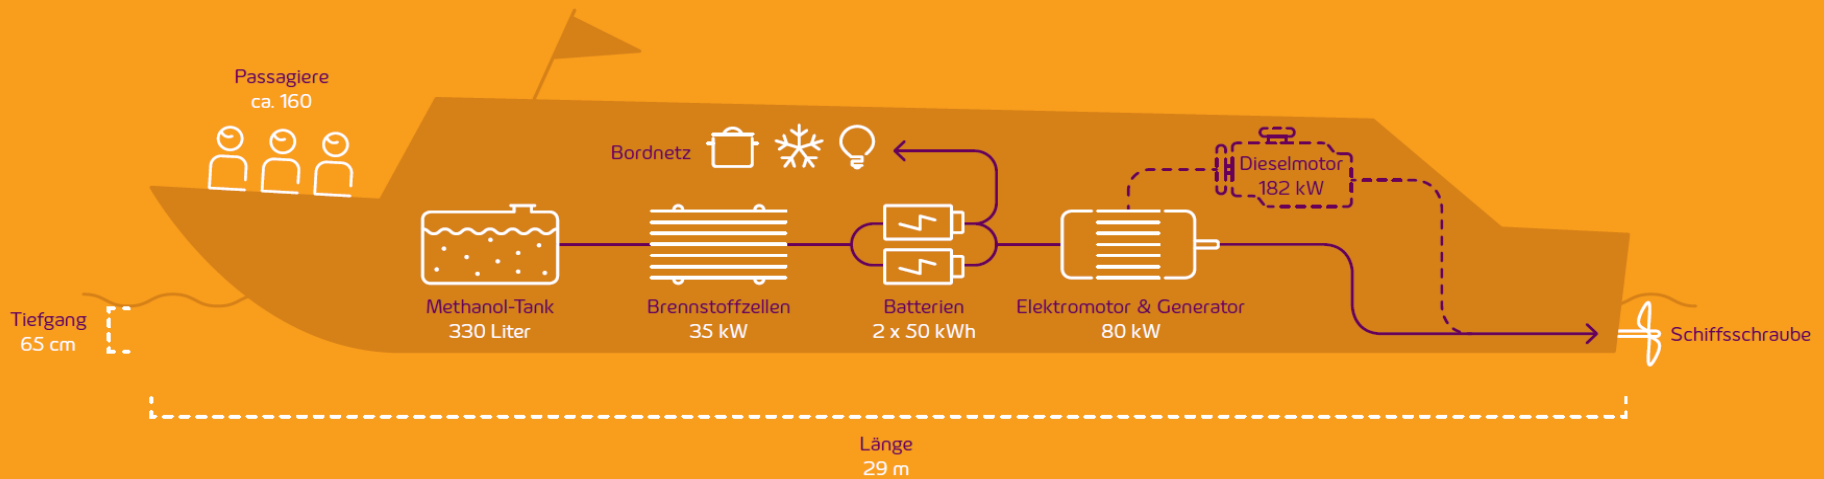 Passagiere
ca. 160
Bordnetz
Dieselmotor
182 kW
Methanol-Tank
330 Liter
Brennstoffzellen
35 kW
Batterien
2 x 50 kWh
Elektromotor & Generator
80 kW
Tiefgang
65 cm
Schiffsschraube
Länge
29 m